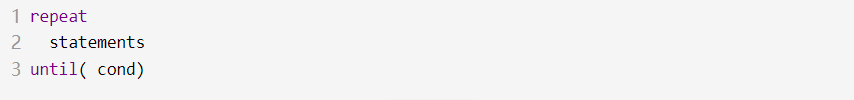 1 repeat
2   statements
3 until( cond)